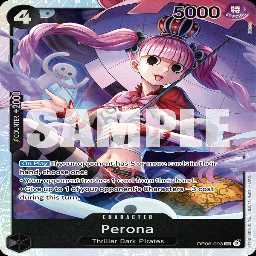 4
5000
COUNTER +2000
SAMPLE
On Play If your opponent has 5 or more cards in their
hand, choose one:
• Your opponent trashes 1 card from their hand.
• Give up to 1 of your opponent's Characters −3 cost
during this turn.
CHARACTER
Perona
Thriller Bark Pirates